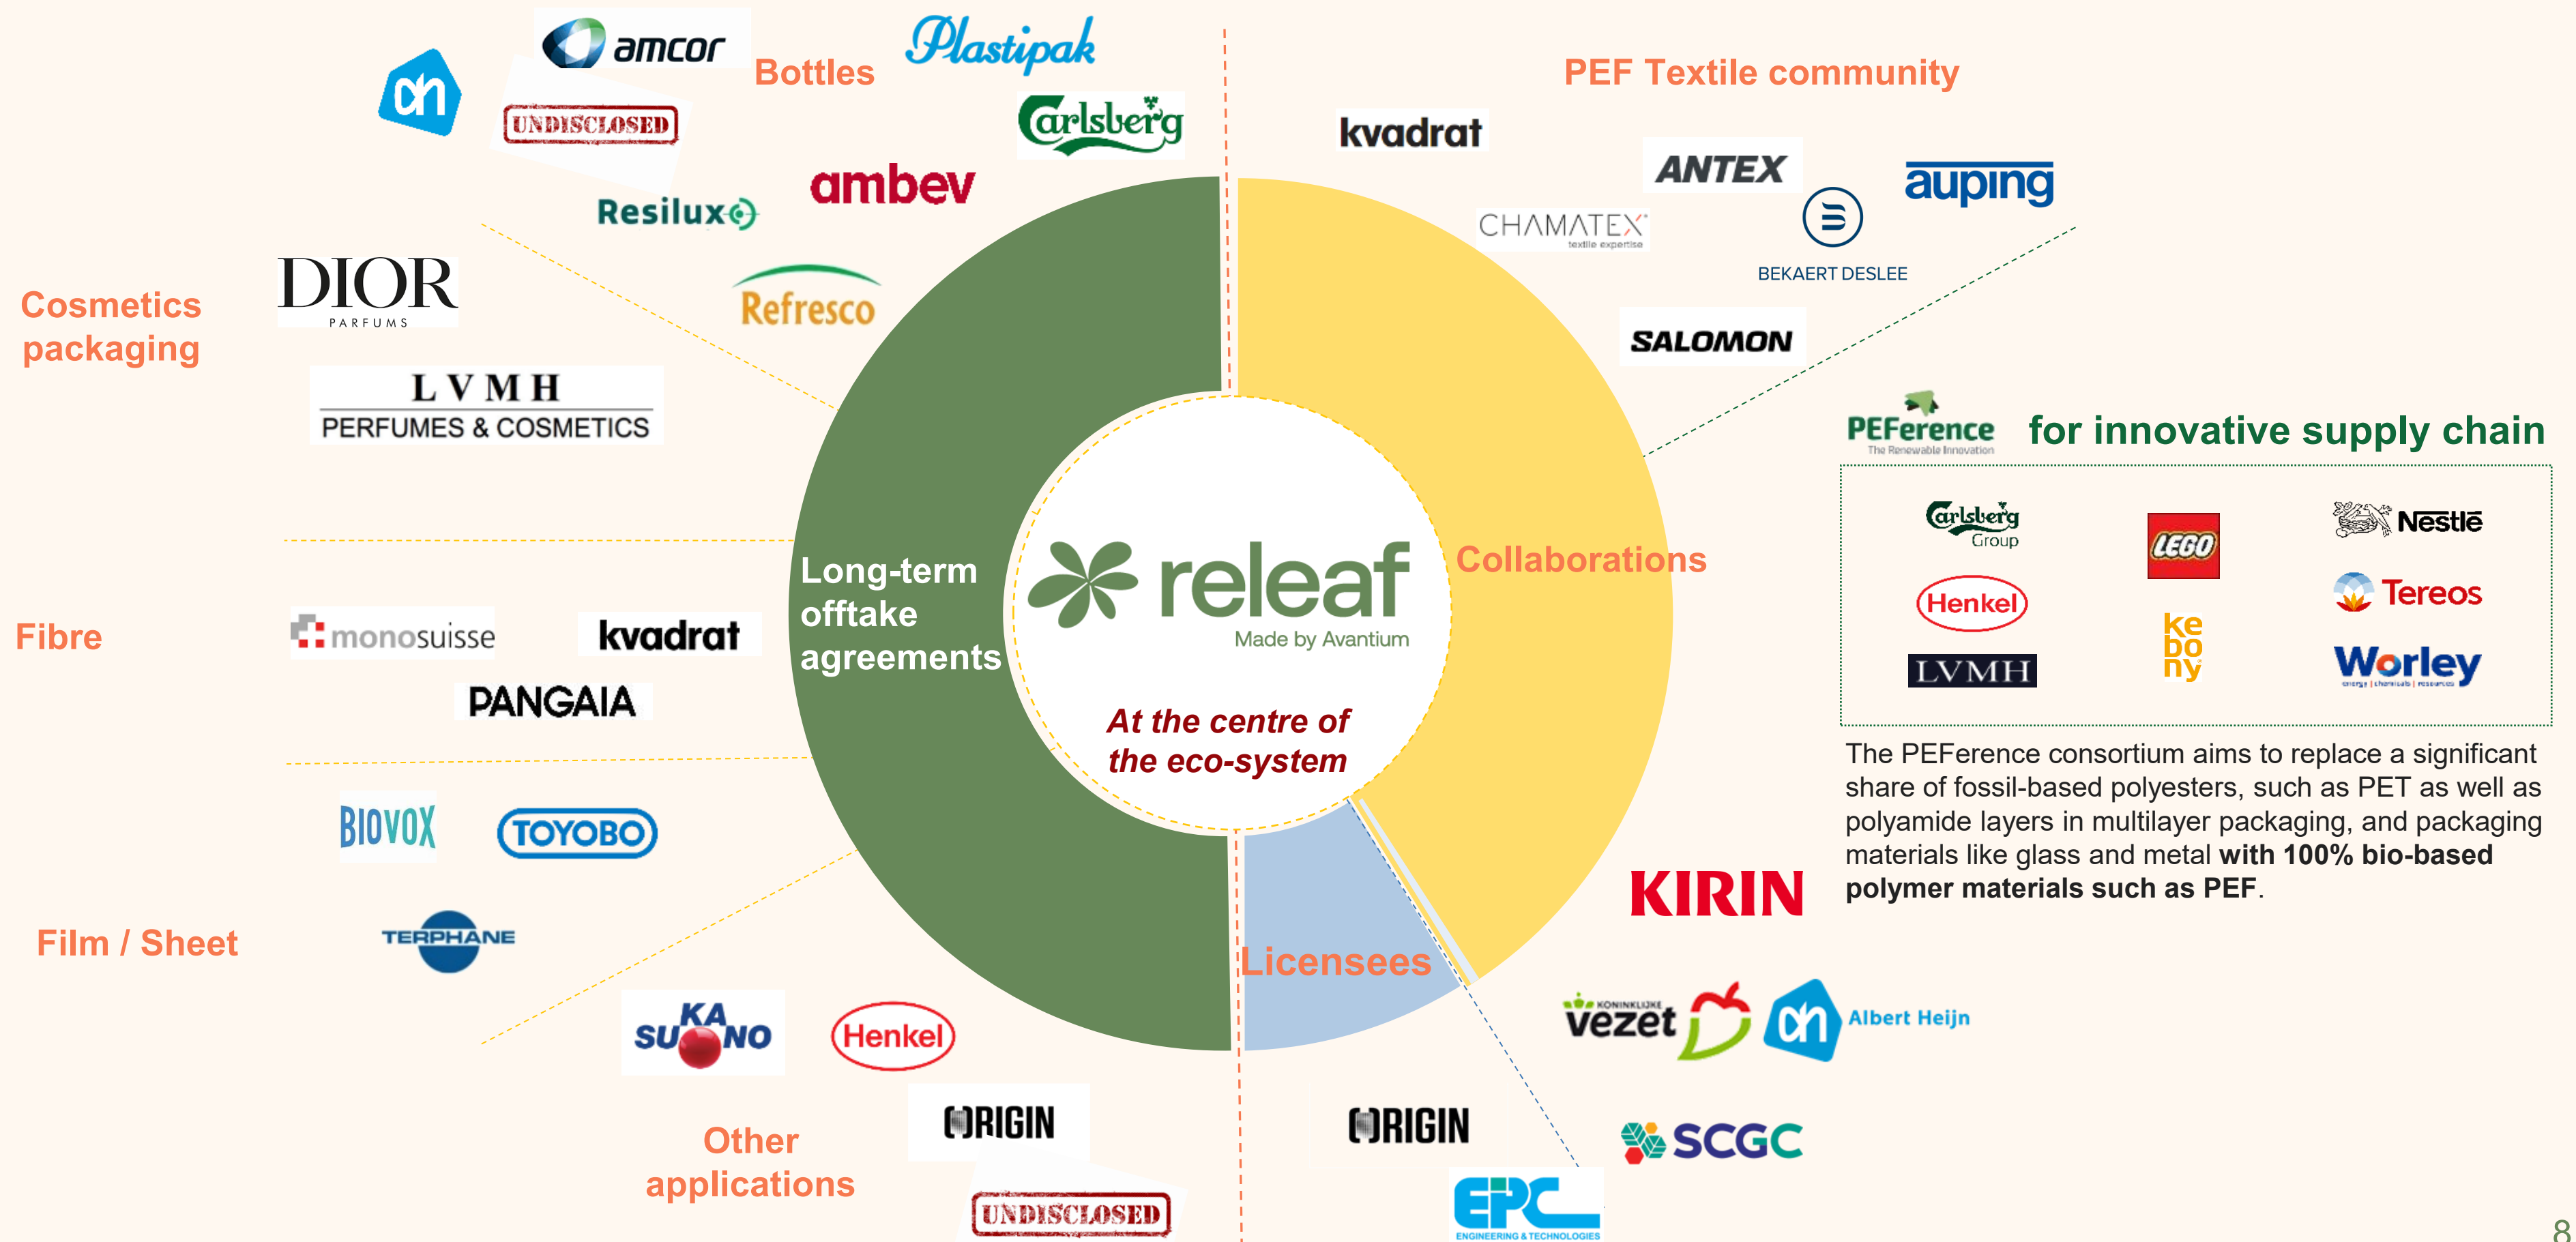 amcor
Bottles
Plastipak
PEF Textile community
ah
UNDISCLOSED
Carlsberg
kvadrat
ANTEX
auping
ambev
Resilux
CHAMATEX
textile expertise
BEKAERT DESLEE
DIOR
PARFUMS
Refresco
SALOMON
Cosmetics
packaging
LVMH
PERFUMES & COSMETICS
PEFerence
The Renewable Innovation
for innovative supply chain
Carlsberg
Group
LEGO
Nestlé
Henkel
Tereos
LVMH
ke
bo
ny
Worley
energy | chemicals | resources
Long-term
offtake
agreements
releaf
Made by Avantium
Collaborations
At the centre of
the eco-system
Fibre
monosuisse
kvadrat
PANGAIA
The PEFerence consortium aims to replace a significant
share of fossil-based polyesters, such as PET as well as
polyamide layers in multilayer packaging, and packaging
materials like glass and metal with 100% bio-based
polymer materials such as PEF.
BIOVOX
TOYOBO
Film / Sheet
TERPHANE
KIRIN
Licensees
KONINKLIJKE
vezet
ah
Albert Heijn
SUKANO
Henkel
ORIGIN
ORIGIN
SCGC
Other
applications
UNDISCLOSED
EPC
ENGINEERING & TECHNOLOGIES
8